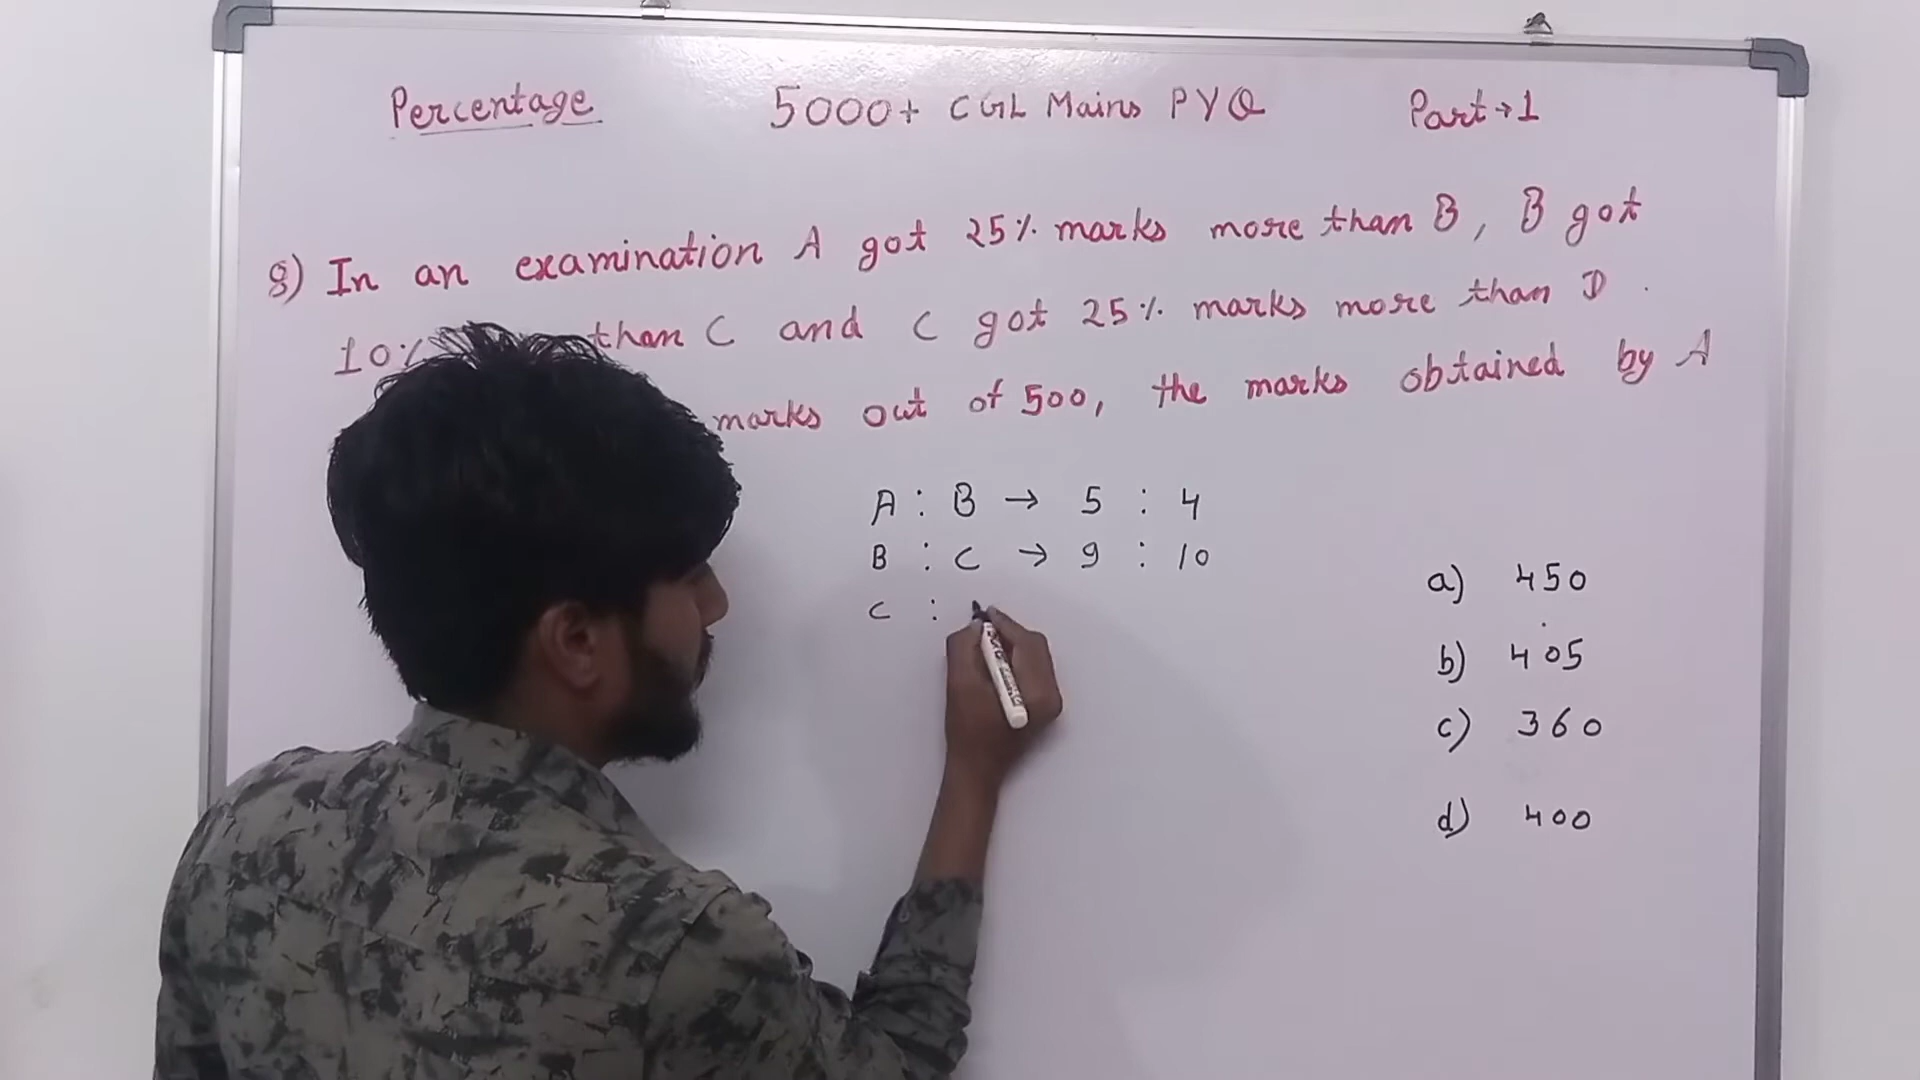 Percentage 5000+ CGL Mains PYQ Part→1
8) In an examination A got 25% marks more than B, B got
10% than C and C got 25% marks more than D.
marks out of 500, the marks obtained by A
A : B → 5 : 4
B : C → 9 : 10
C :
a) 450
b) 405
c) 360
d) 400